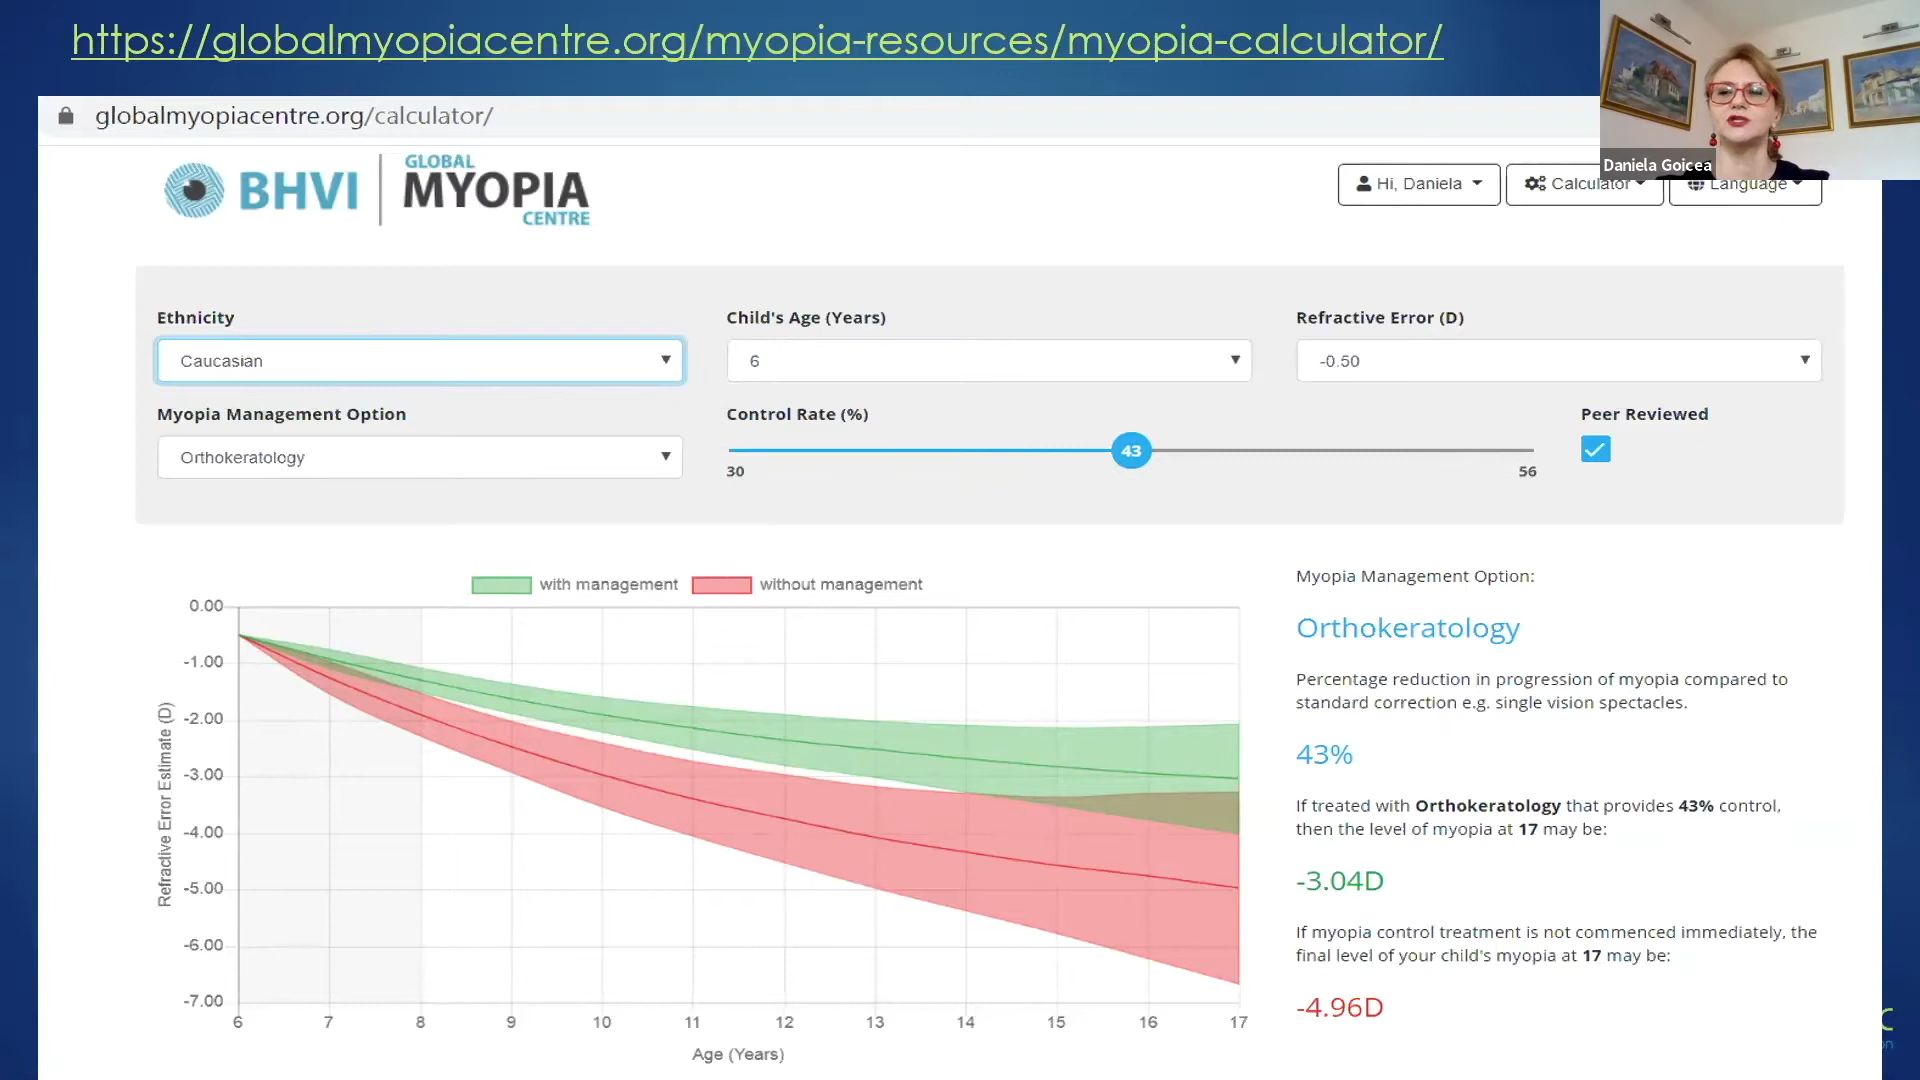 https://globalmyopiacentre.org/myopia-resources/myopia-calculator/
globalmyopiacentre.org/calculator/
Daniela Goicea
BHVI
GLOBAL
MYOPIA
CENTRE
Hi, Daniela
Calculator
Language
Ethnicity
Child's Age (Years)
Refractive Error (D)
Caucasian
6
-0.50
Myopia Management Option
Control Rate (%)
Peer Reviewed
Orthokeratology
43
30
56
with management
without management
0.00
-1.00
-2.00
-3.00
-4.00
-5.00
-6.00
-7.00
Refractive Error Estimate (D)
6 7 8 9 10 11 12 13 14 15 16 17
Age (Years)
Myopia Management Option:
Orthokeratology
Percentage reduction in progression of myopia compared to
standard correction e.g. single vision spectacles.
43%
If treated with Orthokeratology that provides 43% control,
then the level of myopia at 17 may be:
-3.04D
If myopia control treatment is not commenced immediately, the
final level of your child's myopia at 17 may be:
-4.96D